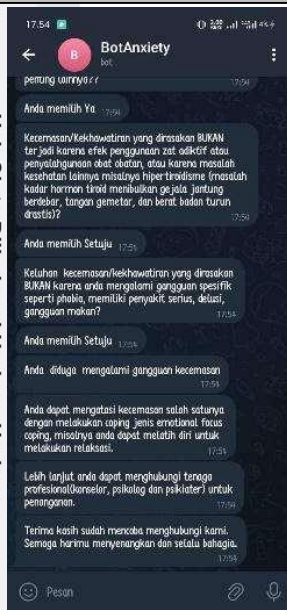 17.54
BotAnxiety
B
bot
penting lainnya??
17:54
Anda memilih Ya 17:54
Kecemasan/Kekhawatiran yang dirasakan BUKAN
terjadi karena efek penggunaan zat adiktif atau
penyalahgunaan obat obatan, atau karena masalah
kesehatan lainnya misalnya hipertiroidisme (masalah
kadar hormon tiroid menibulkan gejala jantung
berdebar, tangan gemetar, dan berat badan turun
drastis)?
17:54
Anda memilih Setuju 17:54
Keluhan kecemasan/kekhawatiran yang dirasakan
BUKAN karena anda mengalami gangguan spesifik
seperti phobia, memiliki penyakit serius, delusi,
gangguan makan?
17:54
Anda memilih Setuju 17:54
Anda diduga mengalami gangguan kecemasan
17:54
Anda dapat mengatasi kecemasan salah satunya
dengan melakukan coping jenis emotional focus
coping, misalnya anda dapat melatih diri untuk
melakukan relaksasi.
17:54
Lebih lanjut anda dapat menghubungi tenaga
profesional(konselor, psikolog dan psikiater) untuk
penanganan.
17:54
Terima kasih sudah mencoba menghubungi kami.
Semoga harimu menyenangkan dan selalu bahagia.
17:54
Pesan